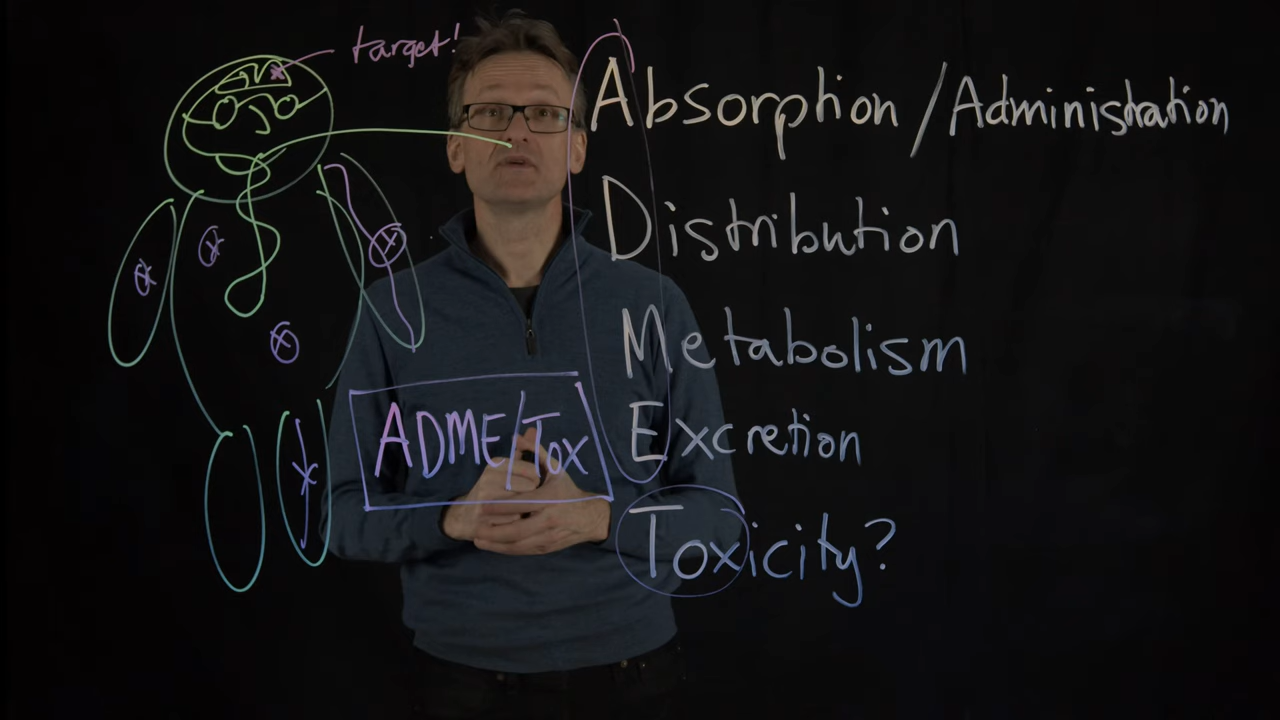 target!
Absorption / Administration
Distribution
Metabolism
Excretion
Toxicity?
ADME/Tox